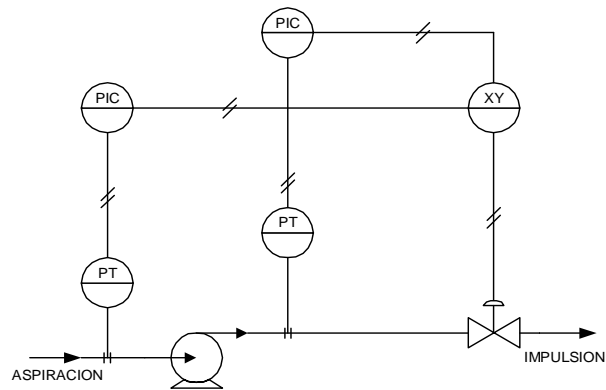 PIC
PIC
XY
PT
PT
ASPIRACION
IMPULSION